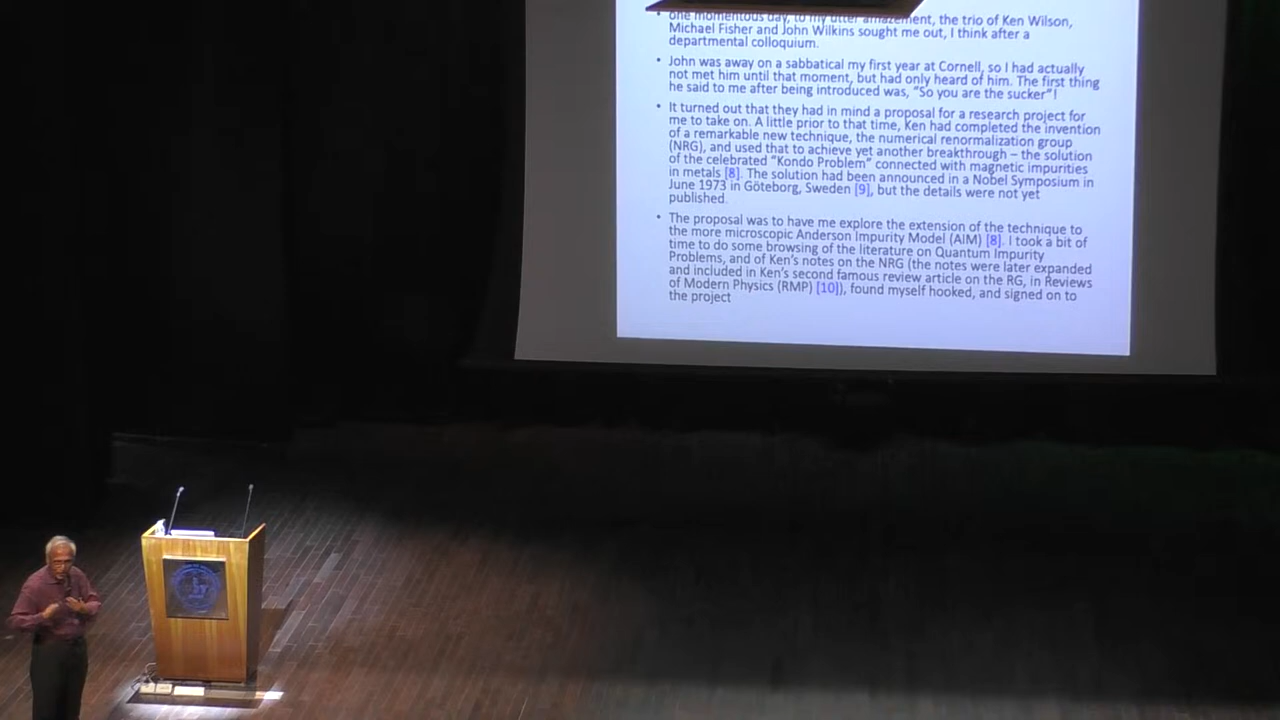 • one momentous day, to my utter amazement, the trio of Ken Wilson,
Michael Fisher and John Wilkins sought me out, I think after a
departmental colloquium.
• John was away on a sabbatical my first year at Cornell, so I had actually
not met him until that moment, but had only heard of him. The first thing
he said to me after being introduced was, “So you are the sucker”!
• It turned out that they had in mind a proposal for a research project for
me to take on. A little prior to that time, Ken had completed the invention
of a remarkable new technique, the numerical renormalization group
(NRG), and used that to achieve yet another breakthrough – the solution
of the celebrated “Kondo Problem” connected with magnetic impurities
in metals [8]. The solution had been announced in a Nobel Symposium in
June 1973 in Göteborg, Sweden [9], but the details were not yet
published.
• The proposal was to have me explore the extension of the technique to
the more microscopic Anderson Impurity Model (AIM) [8]. I took a bit of
time to do some browsing of the literature on Quantum Impurity
Problems, and of Ken’s notes on the NRG (the notes were later expanded
and included in Ken’s second famous review article on the RG, in Reviews
of Modern Physics (RMP) [10]), found myself hooked, and signed on to
the project